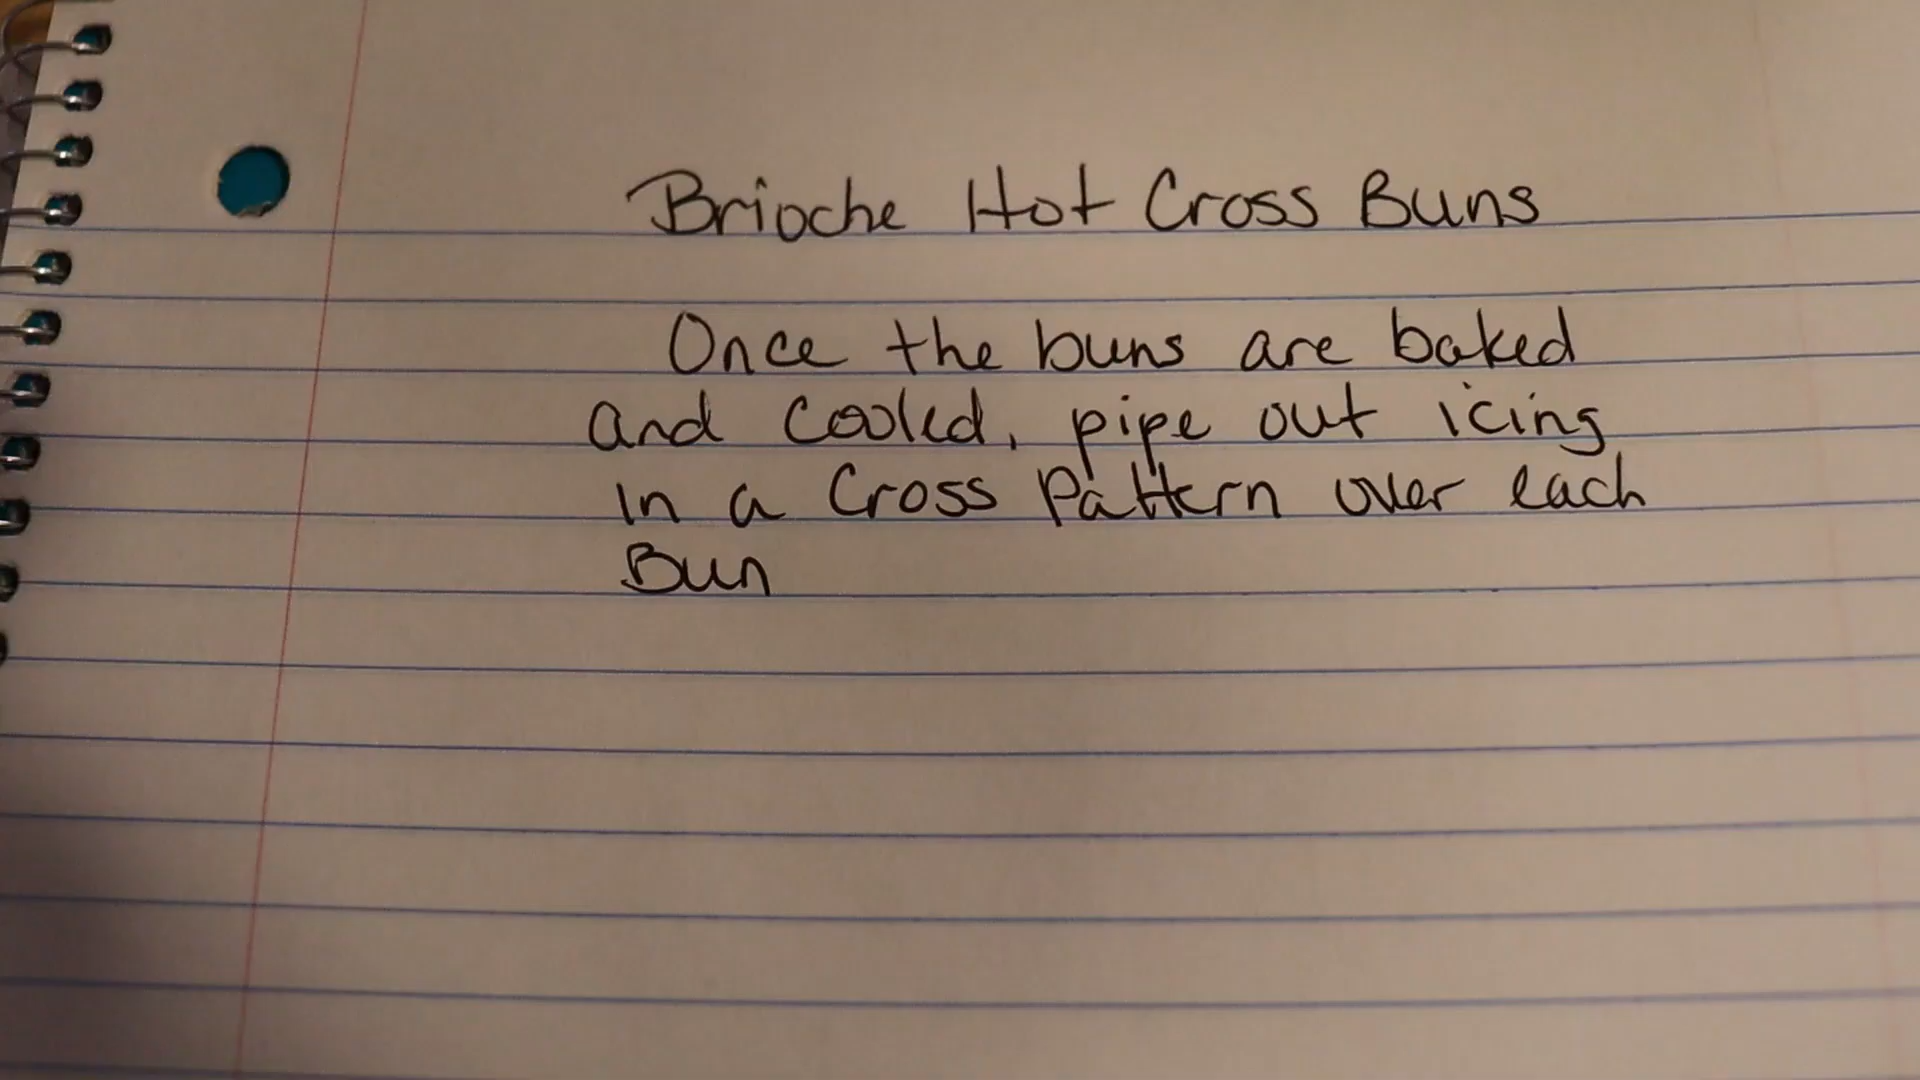 Brioche Hot Cross Buns
Once the buns are baked
and cooled, pipe out icing
in a Cross Pattern over each
Bun